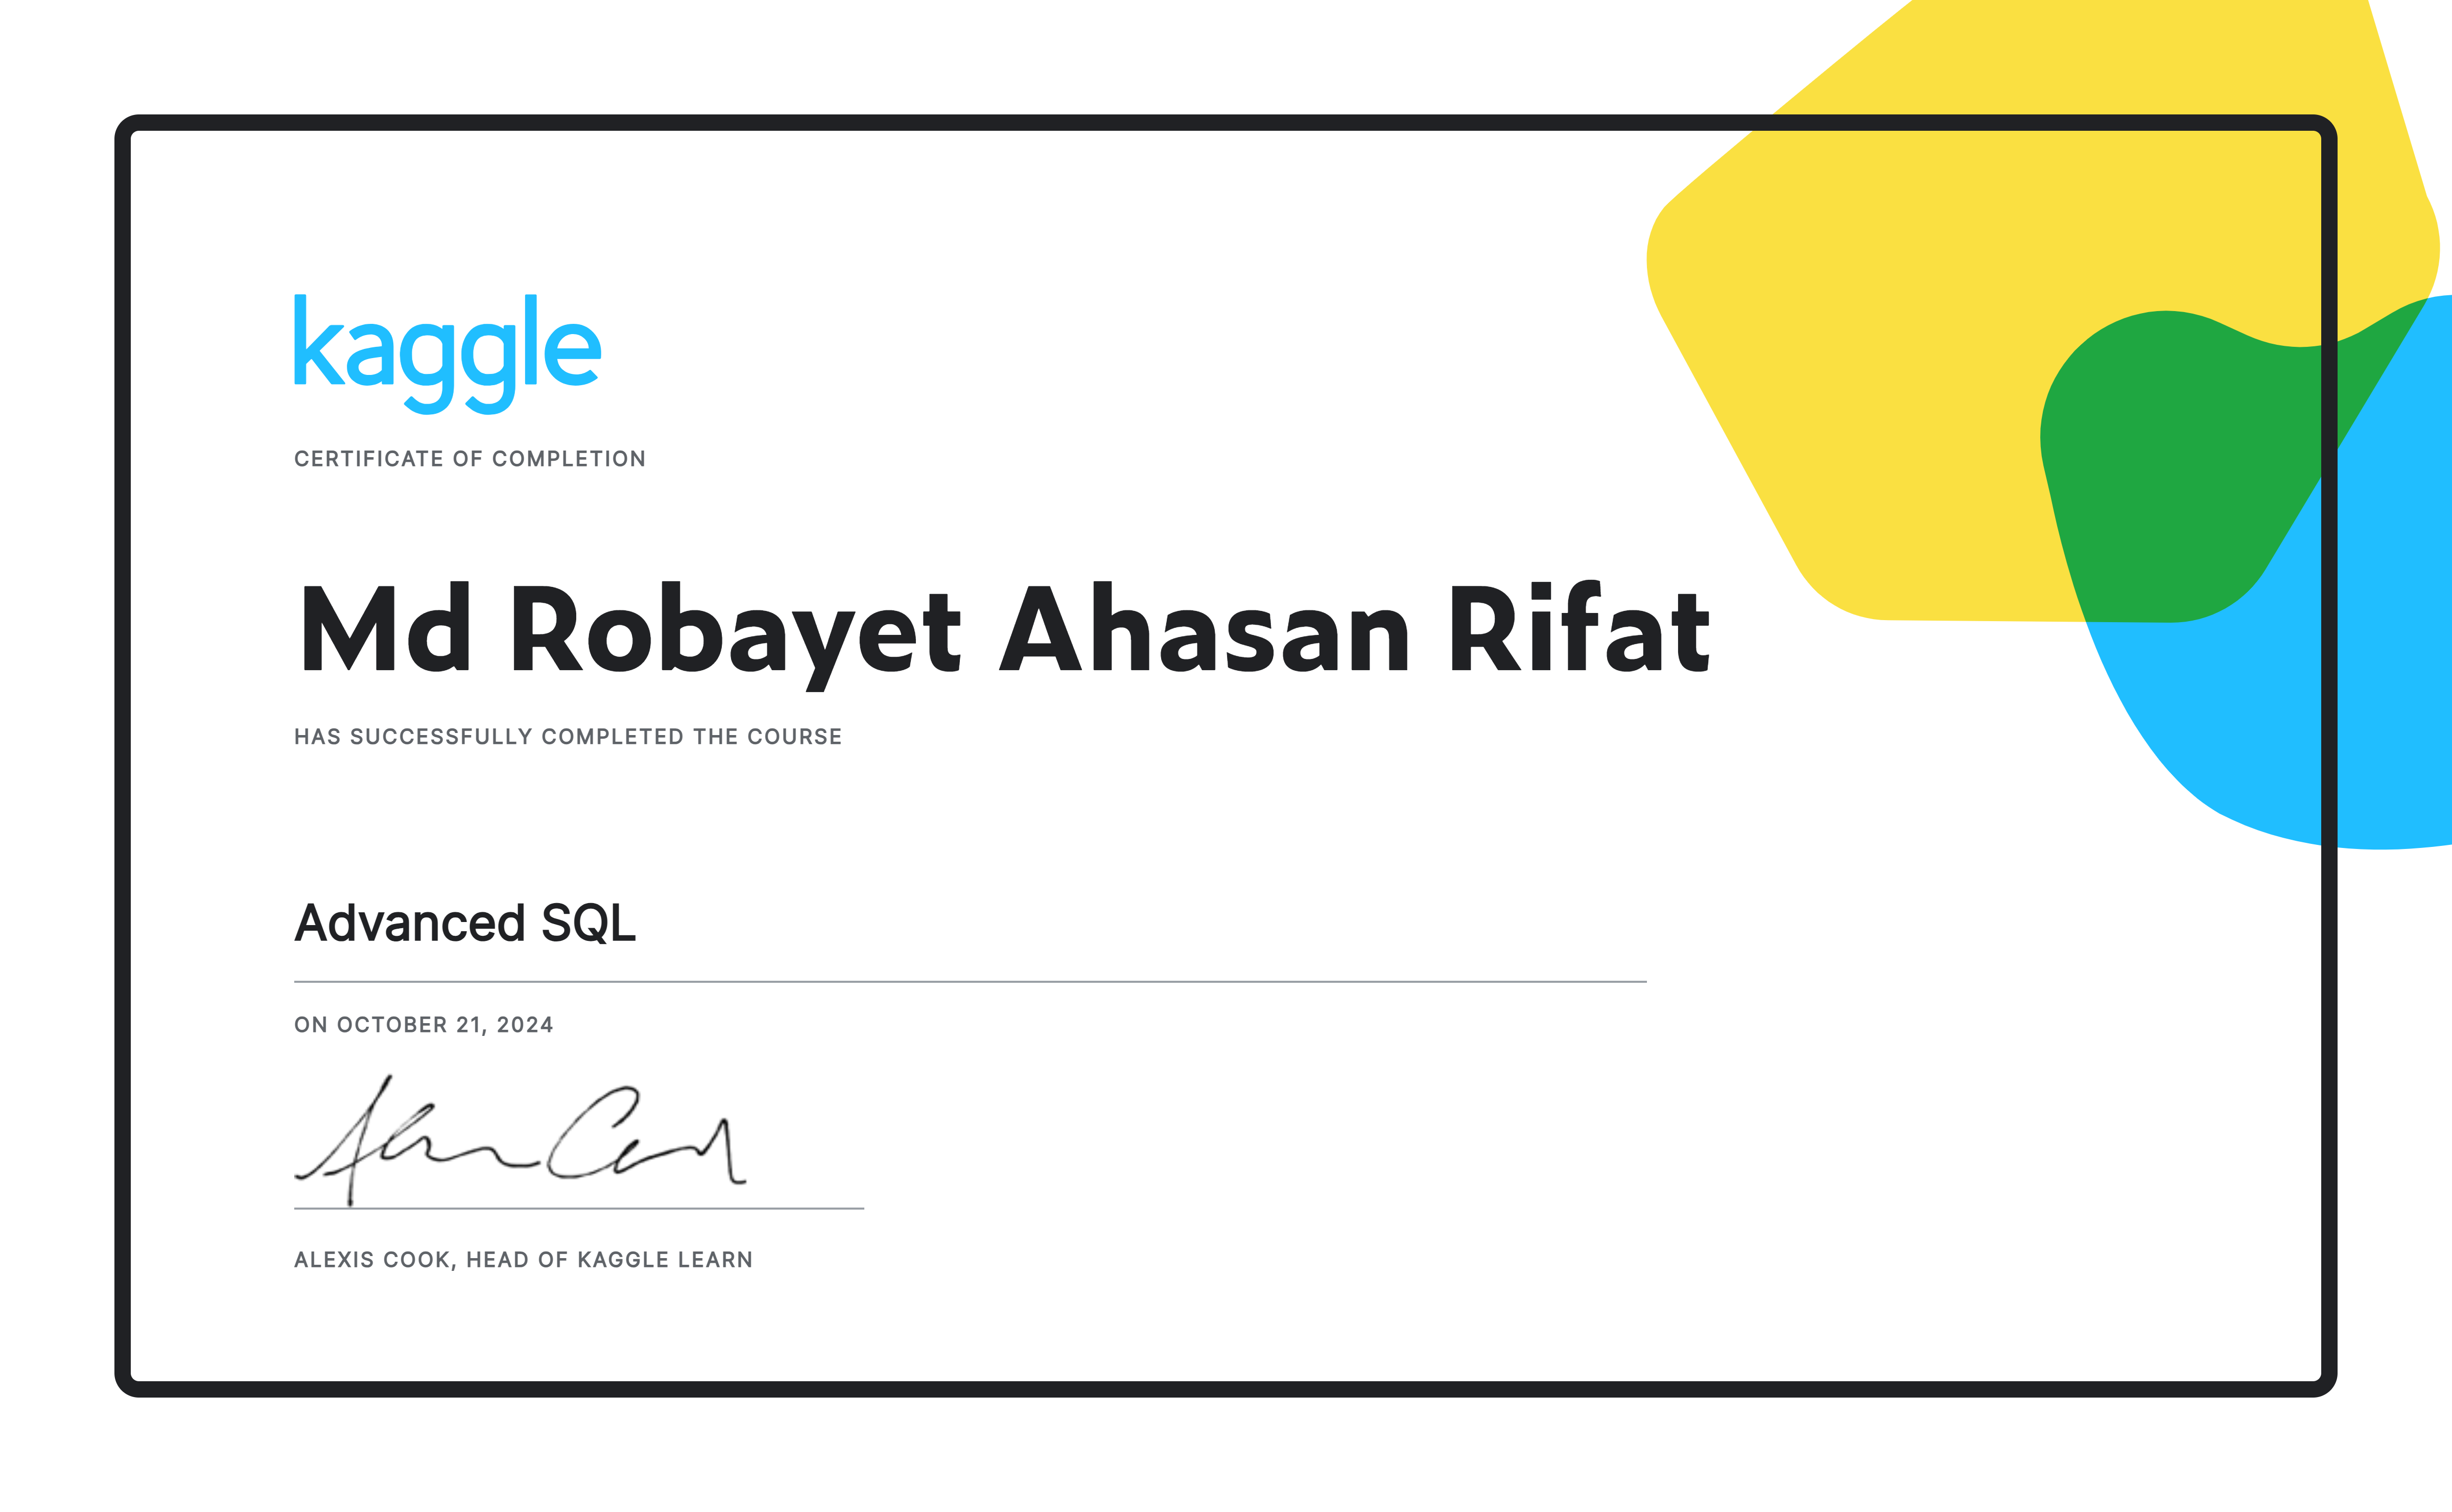 kaggle
CERTIFICATE OF COMPLETION
Md Robayet Ahasan Rifat
HAS SUCCESSFULLY COMPLETED THE COURSE
Advanced SQL
ON OCTOBER 21, 2024
ALEXIS COOK, HEAD OF KAGGLE LEARN